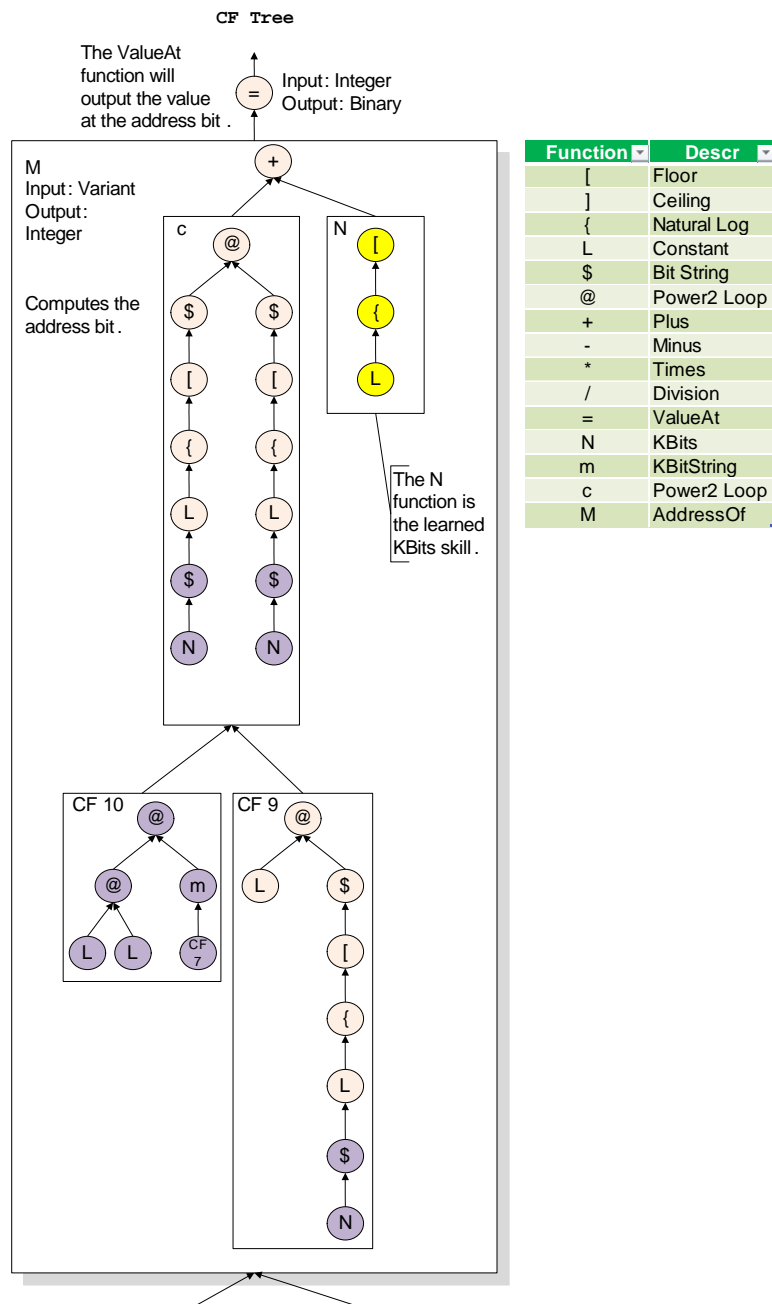 CF Tree
The ValueAt
function will
output the value
at the address bit .
=
Input: Integer
Output: Binary
M
Input: Variant
Output:
Integer
+
c
@
N
[
Computes the
address bit .
$
$
{
[
[
L
{
{
L
L
The N
function is
the learned
KBits skill .
$
$
N
N
CF 10
@
CF 9
@
@
m
L
$
L
L
CF
7
[
{
L
$
N
Function Descr
[ Floor
] Ceiling
{ Natural Log
L Constant
$ Bit String
@ Power2 Loop
+ Plus
- Minus
* Times
/ Division
= ValueAt
N KBits
m KBitString
c Power2 Loop
M AddressOf